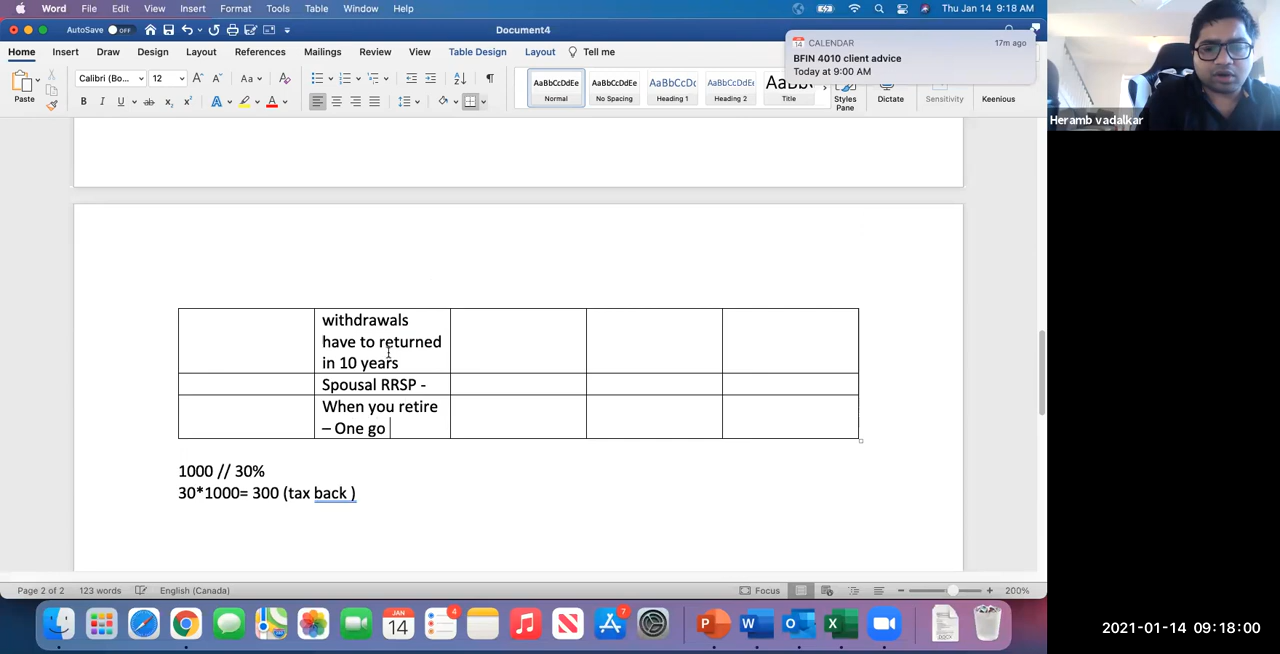 Word File Edit View Insert Format Tools Table Window Help Thu Jan 14 9:18 AM
AutoSave OFF Document4
Home Insert Draw Design Layout References Mailings Review View Table Design Layout Tell me
CALENDAR 17m ago
BFIN 4010 client advice
Today at 9:00 AM
Paste Calibri (Bo... 12
AaBbCcDdEe AaBbCcDdEe AaBbCcDc AaBbCcDdEe
Normal No Spacing Heading 1 Heading 2 Title Styles Pane Dictate Sensitivity Keenious
Heramb vadalkar
withdrawals
have to returned
in 10 years
Spousal RRSP -
When you retire
– One go
1000 // 30%
30*1000= 300 (tax back )
Page 2 of 2 123 words English (Canada) Focus 200%
JAN
14
4
7
2021-01-14 09:18:00